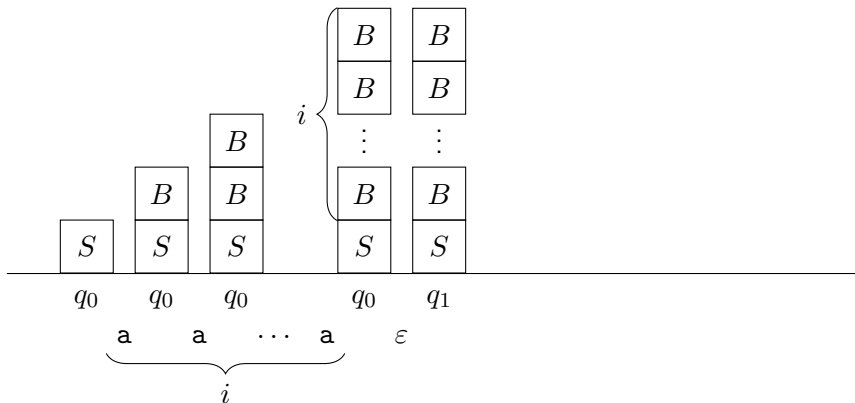 B B
B B
i
B ⋮ ⋮
B B B B
S S S S S
q0 q0 q0 q0 q1
a a ⋯ a ε
i